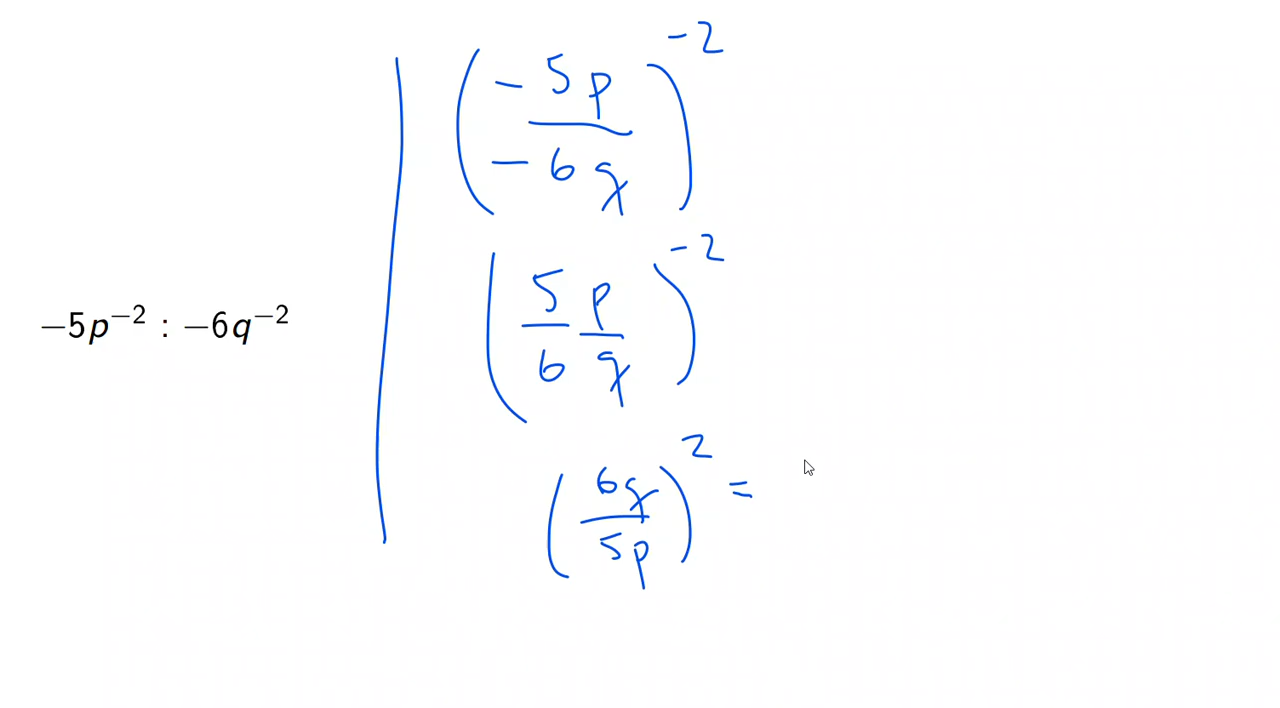 −5p⁻² : −6q⁻²
(−5p / −6q)⁻²
(5/6 p/q)⁻²
(6q / 5p)² =